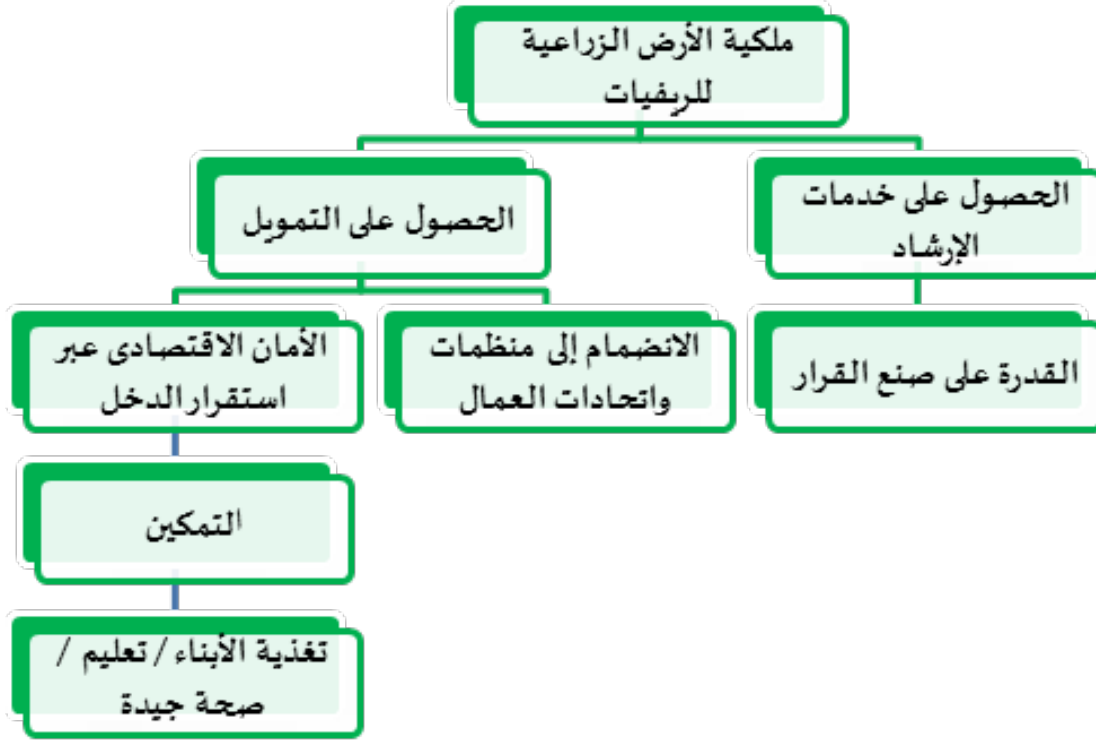 ملكية الأرض الزراعية
للريفيات
الحصول على خدمات
الإرشاد
الحصول على التمويل
القدرة على صنع القرار
الانضمام إلى منظمات
واتحادات العمال
الأمان الاقتصادى عبر
استقرار الدخل
التمكين
تغذية الأبناء / تعليم /
صحة جيدة